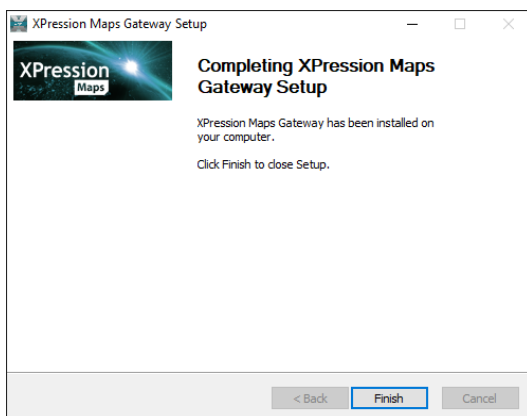 XPression Maps Gateway Setup
XPression
Maps
Completing XPression Maps
Gateway Setup
XPression Maps Gateway has been installed on
your computer.
Click Finish to close Setup.
< Back
Finish
Cancel